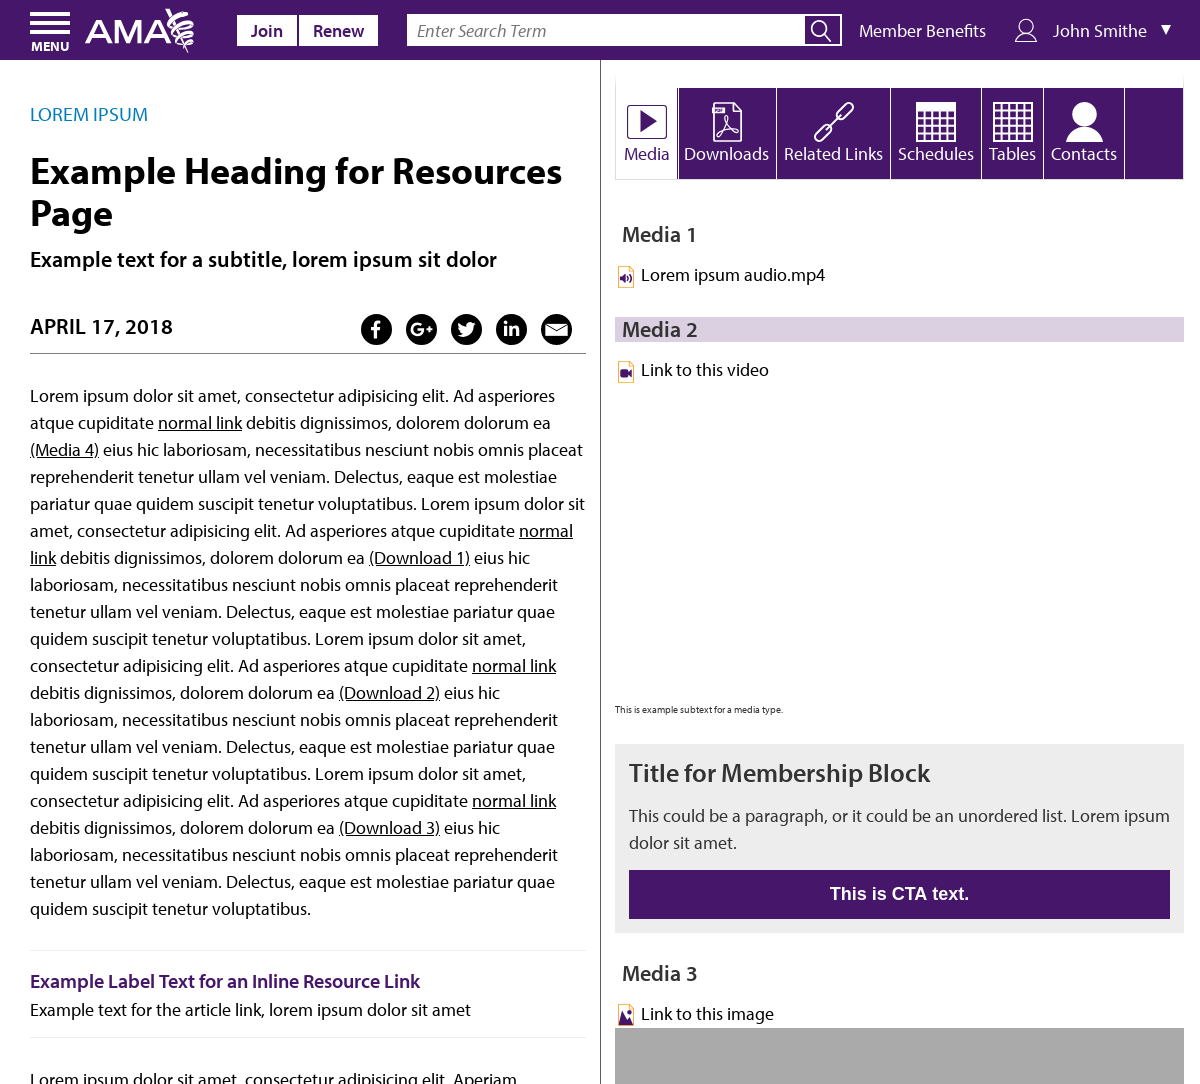 MENU
AMA
Join
Renew
Enter Search Term
Member Benefits
John Smithe ▼
LOREM IPSUM
Example Heading for Resources
Page
Example text for a subtitle, lorem ipsum sit dolor
APRIL 17, 2018
Lorem ipsum dolor sit amet, consectetur adipisicing elit. Ad asperiores
atque cupiditate normal link debitis dignissimos, dolorem dolorum ea
(Media 4) eius hic laboriosam, necessitatibus nesciunt nobis omnis placeat
reprehenderit tenetur ullam vel veniam. Delectus, eaque est molestiae
pariatur quae quidem suscipit tenetur voluptatibus. Lorem ipsum dolor sit
amet, consectetur adipisicing elit. Ad asperiores atque cupiditate normal
link debitis dignissimos, dolorem dolorum ea (Download 1) eius hic
laboriosam, necessitatibus nesciunt nobis omnis placeat reprehenderit
tenetur ullam vel veniam. Delectus, eaque est molestiae pariatur quae
quidem suscipit tenetur voluptatibus. Lorem ipsum dolor sit amet,
consectetur adipisicing elit. Ad asperiores atque cupiditate normal link
debitis dignissimos, dolorem dolorum ea (Download 2) eius hic
laboriosam, necessitatibus nesciunt nobis omnis placeat reprehenderit
tenetur ullam vel veniam. Delectus, eaque est molestiae pariatur quae
quidem suscipit tenetur voluptatibus. Lorem ipsum dolor sit amet,
consectetur adipisicing elit. Ad asperiores atque cupiditate normal link
debitis dignissimos, dolorem dolorum ea (Download 3) eius hic
laboriosam, necessitatibus nesciunt nobis omnis placeat reprehenderit
tenetur ullam vel veniam. Delectus, eaque est molestiae pariatur quae
quidem suscipit tenetur voluptatibus.
Example Label Text for an Inline Resource Link
Example text for the article link, lorem ipsum dolor sit amet
Lorem ipsum dolor sit amet, consectetur adipisicing elit. Aperiam
Media
PDF
Downloads
Related Links
Schedules
Tables
Contacts
Media 1
Lorem ipsum audio.mp4
Media 2
Link to this video
This is example subtext for a media type.
Title for Membership Block
This could be a paragraph, or it could be an unordered list. Lorem ipsum
dolor sit amet.
This is CTA text.
Media 3
Link to this image